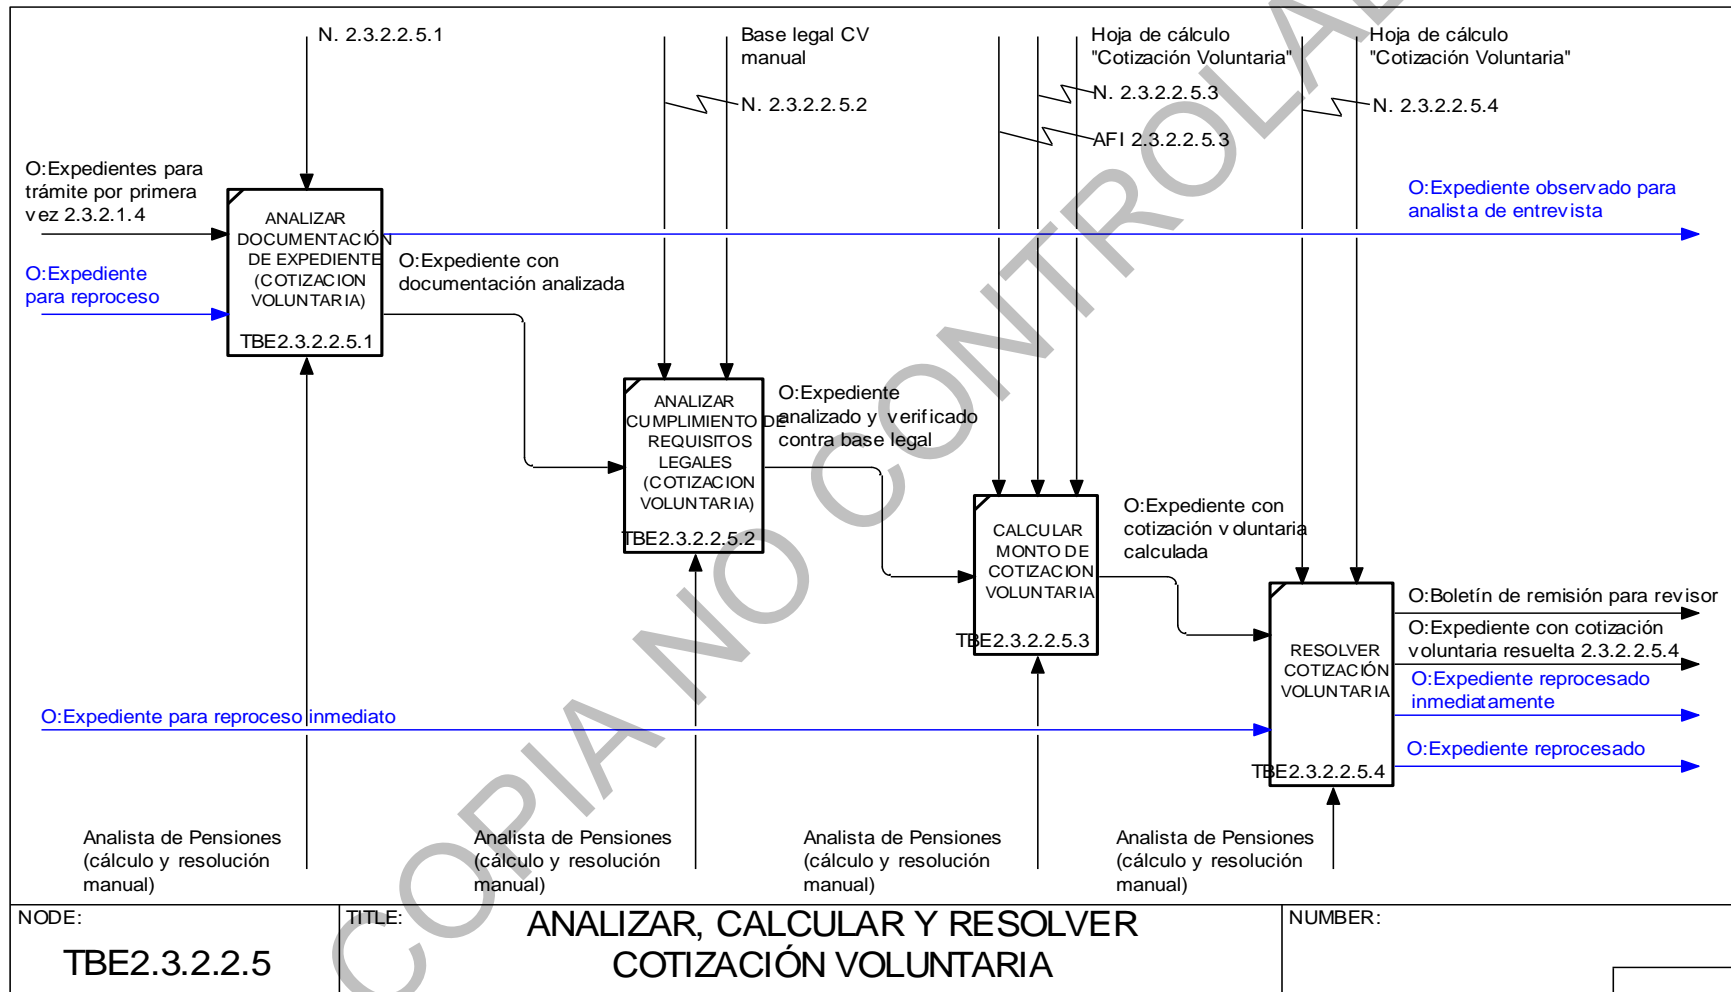 N. 2.3.2.2.5.1
Base legal CV
manual
N. 2.3.2.2.5.2
Hoja de cálculo
"Cotización Voluntaria"
N. 2.3.2.2.5.3
AFI 2.3.2.2.5.3
Hoja de cálculo
"Cotización Voluntaria"
N. 2.3.2.2.5.4
O:Expedientes para
trámite por primera
vez 2.3.2.1.4
O:Expediente
para reproceso
ANALIZAR
DOCUMENTACIÓN
DE EXPEDIENTE
(COTIZACION
VOLUNTARIA)
TBE2.3.2.2.5.1
O:Expediente observado para
analista de entrevista
O:Expediente con
documentación analizada
ANALIZAR
CUMPLIMIENTO DE
REQUISITOS
LEGALES
(COTIZACION
VOLUNTARIA)
TBE2.3.2.2.5.2
O:Expediente
analizado y verificado
contra base legal
CALCULAR
MONTO DE
COTIZACION
VOLUNTARIA
TBE2.3.2.2.5.3
O:Expediente con
cotización voluntaria
calculada
RESOLVER
COTIZACIÓN
VOLUNTARIA
TBE2.3.2.2.5.4
O:Boletín de remisión para revisor
O:Expediente con cotización
voluntaria resuelta 2.3.2.2.5.4
O:Expediente reprocesado
inmediatamente
O:Expediente reprocesado
O:Expediente para reproceso inmediato
Analista de Pensiones
(cálculo y resolución
manual)
Analista de Pensiones
(cálculo y resolución
manual)
Analista de Pensiones
(cálculo y resolución
manual)
Analista de Pensiones
(cálculo y resolución
manual)
COPIA NO CONTROLAD
NODE:
TBE2.3.2.2.5
TITLE:
ANALIZAR, CALCULAR Y RESOLVER
COTIZACIÓN VOLUNTARIA
NUMBER: